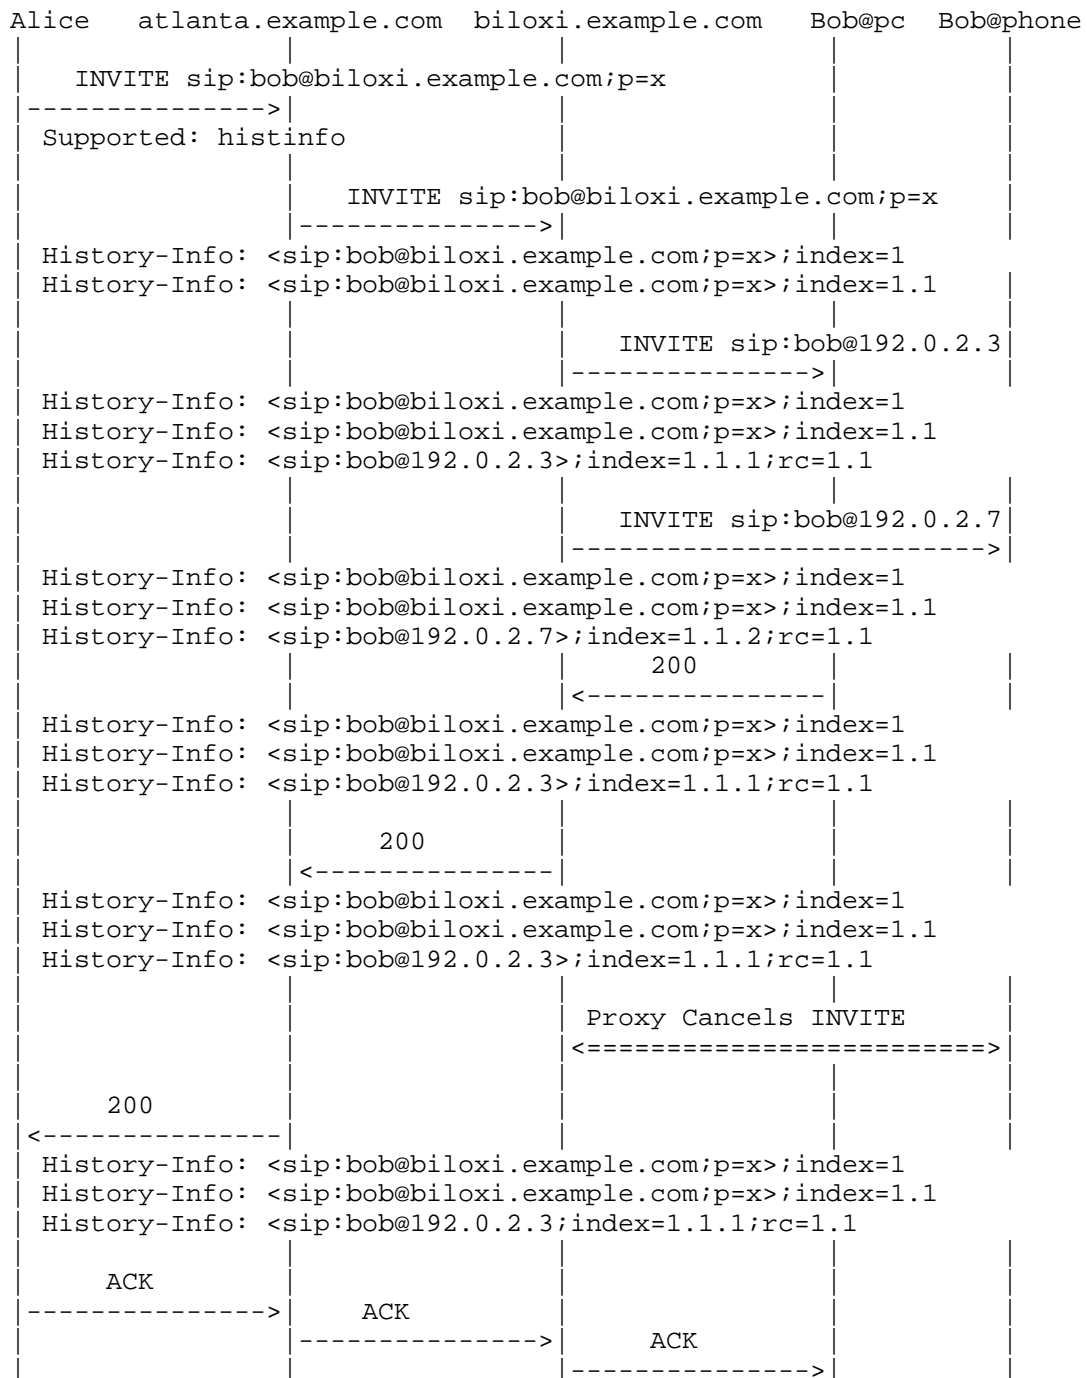 Alice   atlanta.example.com  biloxi.example.com   Bob@pc  Bob@phone
INVITE sip:bob@biloxi.example.com;p=x
--------------->
Supported: histinfo
INVITE sip:bob@biloxi.example.com;p=x
--------------->
History-Info: <sip:bob@biloxi.example.com;p=x>;index=1
History-Info: <sip:bob@biloxi.example.com;p=x>;index=1.1
INVITE sip:bob@192.0.2.3
--------------->
History-Info: <sip:bob@biloxi.example.com;p=x>;index=1
History-Info: <sip:bob@biloxi.example.com;p=x>;index=1.1
History-Info: <sip:bob@192.0.2.3>;index=1.1.1;rc=1.1
INVITE sip:bob@192.0.2.7
-------------------------->
History-Info: <sip:bob@biloxi.example.com;p=x>;index=1
History-Info: <sip:bob@biloxi.example.com;p=x>;index=1.1
History-Info: <sip:bob@192.0.2.7>;index=1.1.2;rc=1.1
200
<---------------
History-Info: <sip:bob@biloxi.example.com;p=x>;index=1
History-Info: <sip:bob@biloxi.example.com;p=x>;index=1.1
History-Info: <sip:bob@192.0.2.3>;index=1.1.1;rc=1.1
200
<---------------
History-Info: <sip:bob@biloxi.example.com;p=x>;index=1
History-Info: <sip:bob@biloxi.example.com;p=x>;index=1.1
History-Info: <sip:bob@192.0.2.3>;index=1.1.1;rc=1.1
Proxy Cancels INVITE
<=========================>
200
<---------------
History-Info: <sip:bob@biloxi.example.com;p=x>;index=1
History-Info: <sip:bob@biloxi.example.com;p=x>;index=1.1
History-Info: <sip:bob@192.0.2.3;index=1.1.1;rc=1.1
ACK
---------------> ACK
---------------> ACK
--------------->